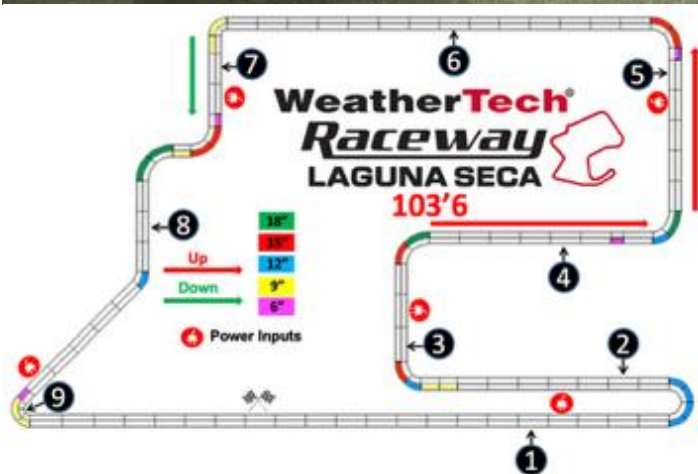 7
6
5
WeatherTech®
Raceway
LAGUNA SECA
103'6
18"
8
15"
Up
12"
4
Down
9"
6"
Power Inputs
3
2
9
1